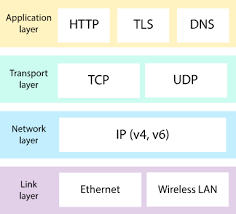 Application
layer
HTTP
TLS
DNS
Transport
layer
TCP
UDP
Network
layer
IP (v4, v6)
Link
layer
Ethernet
Wireless LAN